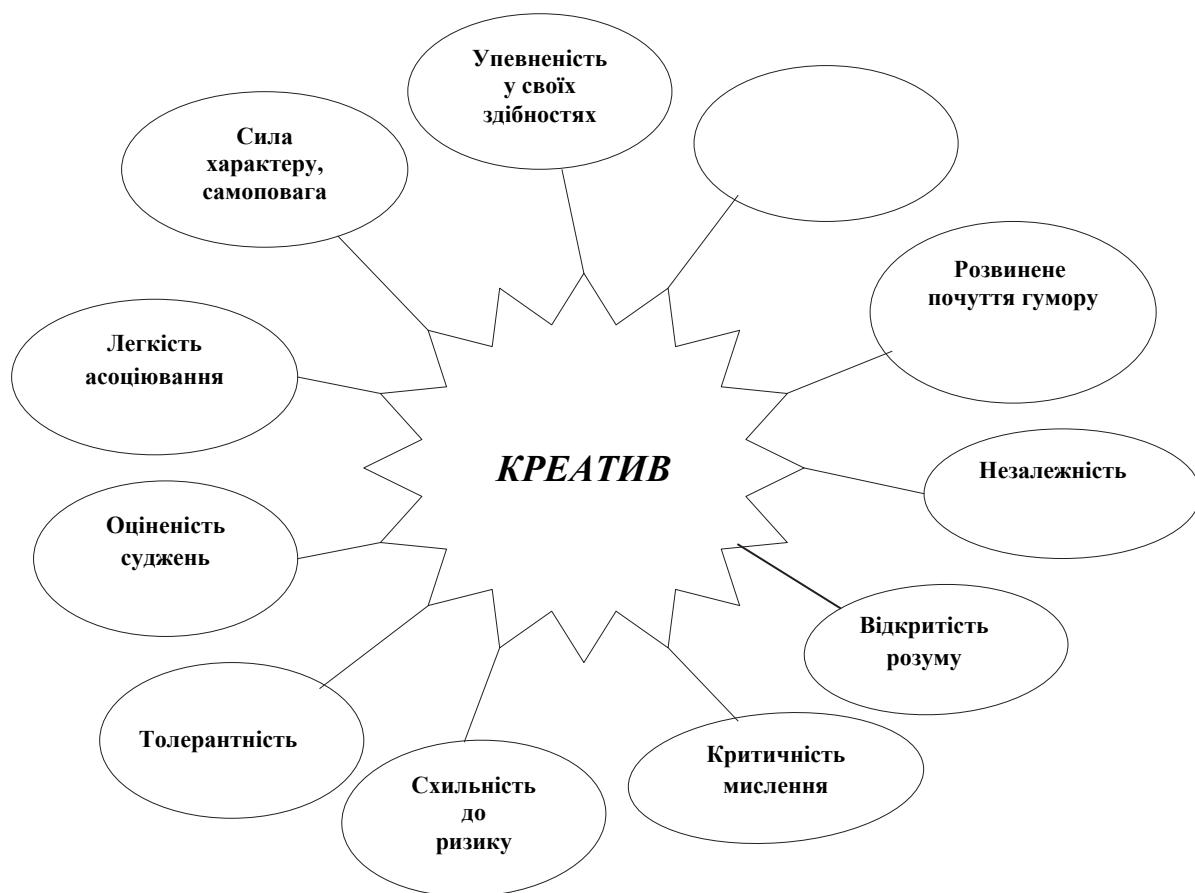 Упевненість
у своїх
здібностях
Сила
характеру,
самоповага
Розвинене
почуття гумору
Легкість
асоціювання
КРЕАТИВ
Незалежність
Оціненість
суджень
Відкритість
розуму
Толерантність
Критичність
мислення
Схильність
до
ризику